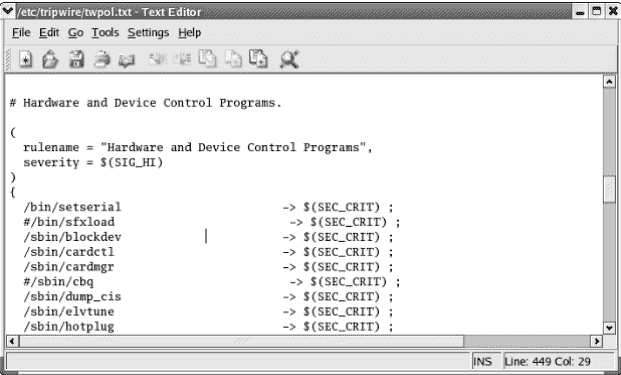 /etc/tripwire/twpol.txt - Text Editor
File Edit Go Tools Settings Help
# Hardware and Device Control Programs.
(
rulename = "Hardware and Device Control Programs",
severity = $(SIG_HI)
)
{
/bin/setserial -> $(SEC_CRIT) ;
#/bin/sfxload -> $(SEC_CRIT) ;
/sbin/blockdev -> $(SEC_CRIT) ;
/sbin/cardctl -> $(SEC_CRIT) ;
/sbin/cardmgr -> $(SEC_CRIT) ;
#/sbin/cbq -> $(SEC_CRIT) ;
/sbin/dump_cis -> $(SEC_CRIT) ;
/sbin/elvtune -> $(SEC_CRIT) ;
/sbin/hotplug -> $(SEC_CRIT) ;
INS Line: 449 Col: 29